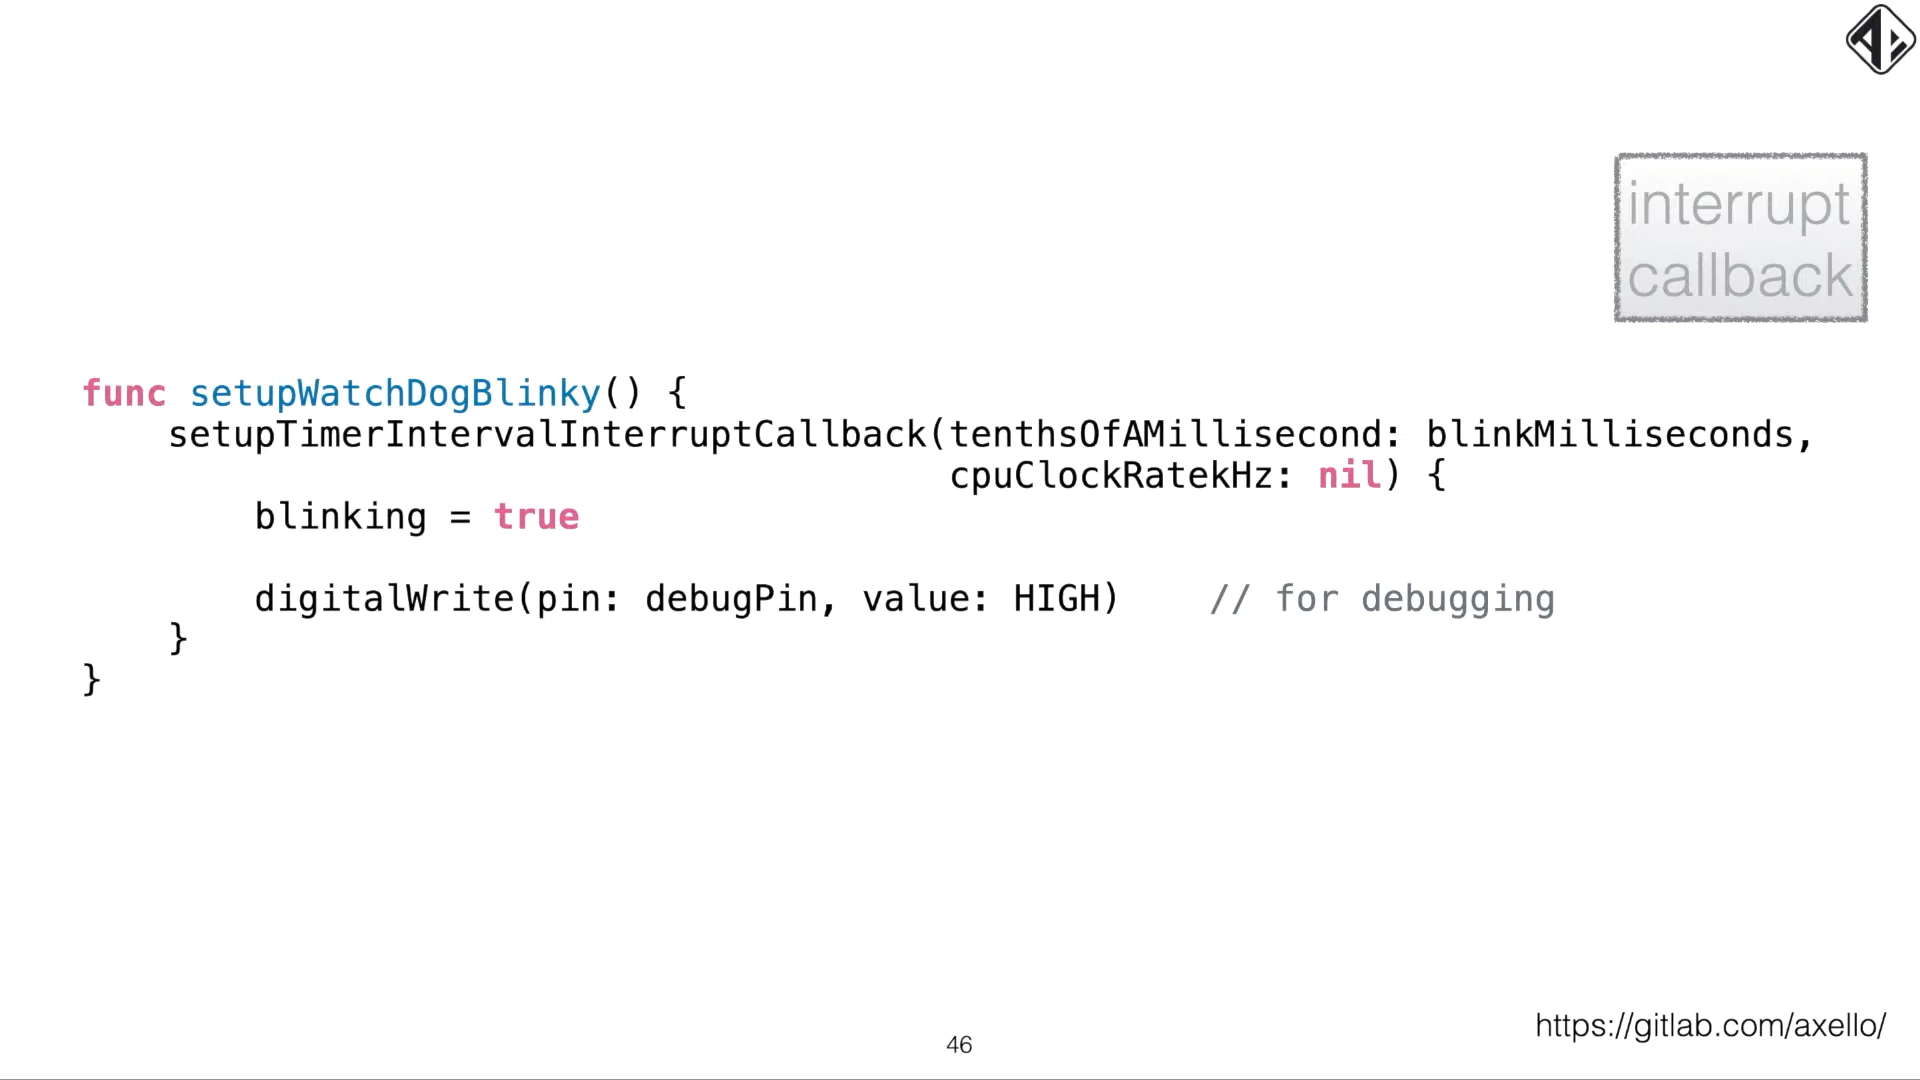 interrupt
callback
func setupWatchDogBlinky() {
    setupTimerIntervalInterruptCallback(tenthsOfAMillisecond: blinkMilliseconds,
                                        cpuClockRatekHz: nil) {
        blinking = true
        digitalWrite(pin: debugPin, value: HIGH)    // for debugging
    }
}
46
https://gitlab.com/axello/